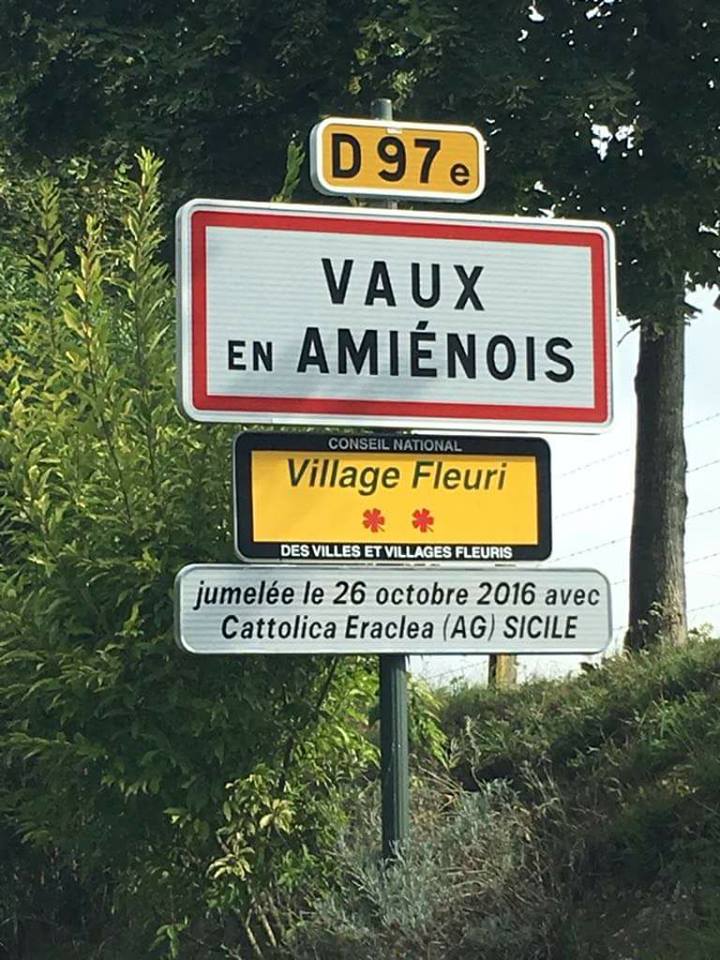 D97e
VAUX
EN AMIÉNOIS
CONSEIL NATIONAL
Village Fleuri
DES VILLES ET VILLAGES FLEURIS
jumelée le 26 octobre 2016 avec
Cattolica Eraclea (AG) SICILE